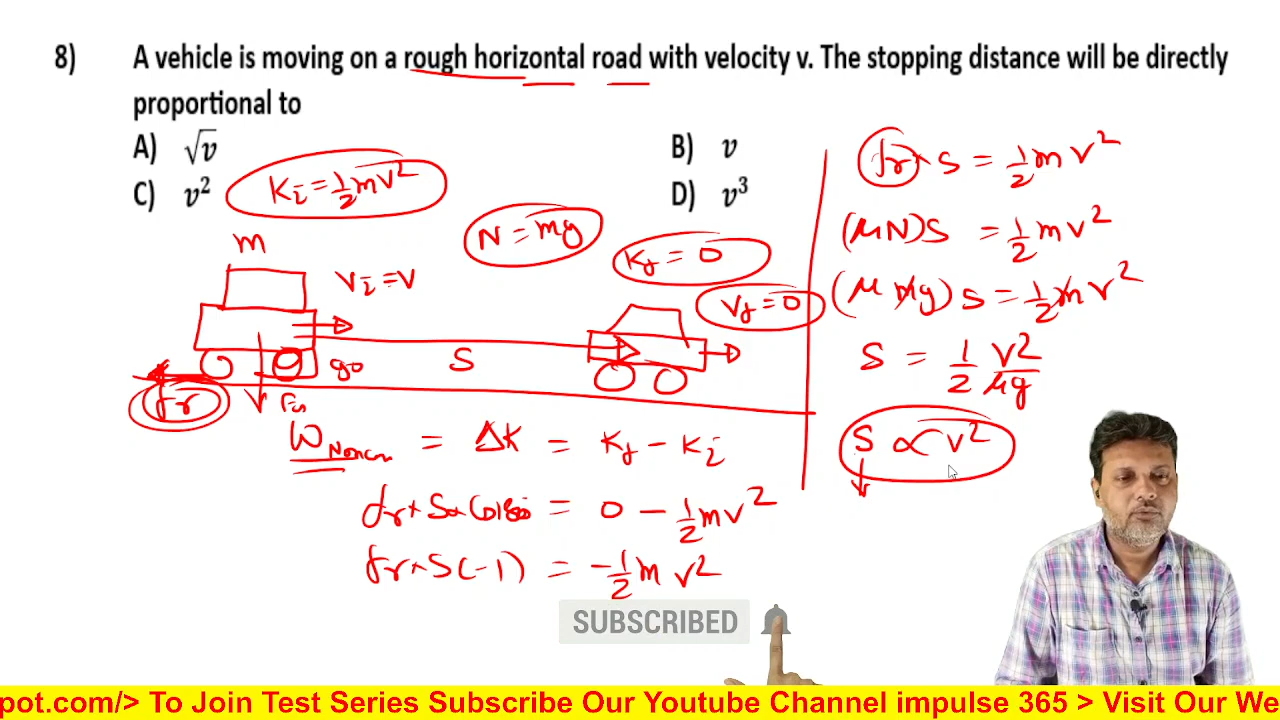 8) A vehicle is moving on a rough horizontal road with velocity v. The stopping distance will be directly
proportional to
A) √v
B) v
C) v²
D) v³
Ki = ½mv²
N = mg
Kf = 0
m
Vi = v
Vf = 0
S
fr
W = ΔK = Kf - Ki
fr × S × = 0 - ½mv²
fr × S(-1) = -½mv²
fr × S = ½mv²
(μN)S = ½mv²
(μmg)S = ½mv²
S = ½ v²/μg
S ∝ v²
SUBSCRIBED
pot.com/> To Join Test Series Subscribe Our Youtube Channel impulse 365 > Visit Our We